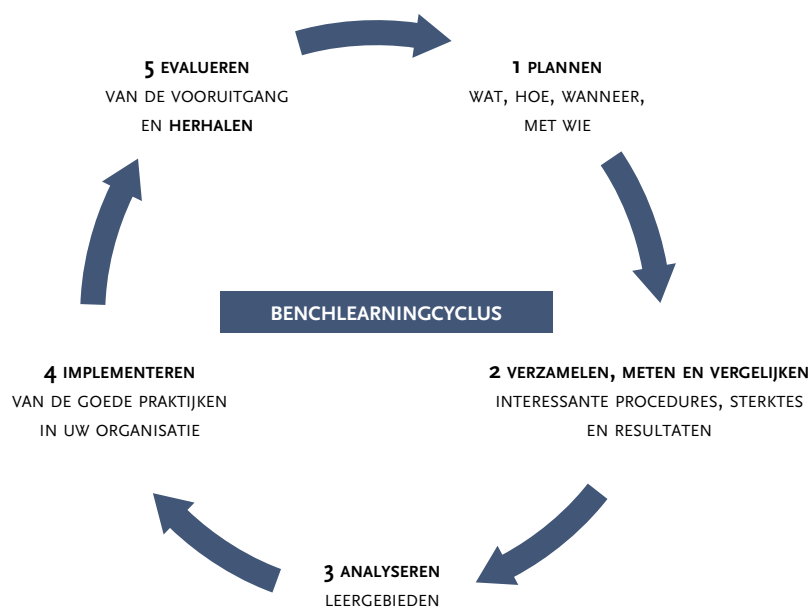 5 EVALUEREN
VAN DE VOORUITGANG
EN HERHALEN
1 PLANNEN
WAT, HOE, WANNEER,
MET WIE
BENCHLEARNINGCYCLUS
4 IMPLEMENTEREN
VAN DE GOEDE PRAKTIJKEN
IN UW ORGANISATIE
2 VERZAMELEN, METEN EN VERGELIJKEN
INTERESSANTE PROCEDURES, STERKTES
EN RESULTATEN
3 ANALYSEREN
LEERGEBIEDEN